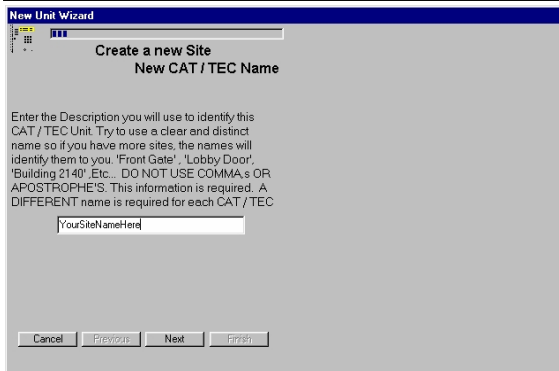 New Unit Wizard
Create a new Site
New CAT / TEC Name
Enter the Description you will use to identify this
CAT / TEC Unit. Try to use a clear and distinct
name so if you have more sites, the names will
identify them to you. 'Front Gate' , 'Lobby Door',
'Building 2140' ,Etc... DO NOT USE COMMA,s OR
APOSTROPHE'S. This information is required.  A
DIFFERENT name is required for each CAT / TEC
YourSiteNameHere
Cancel Previous Next Finish